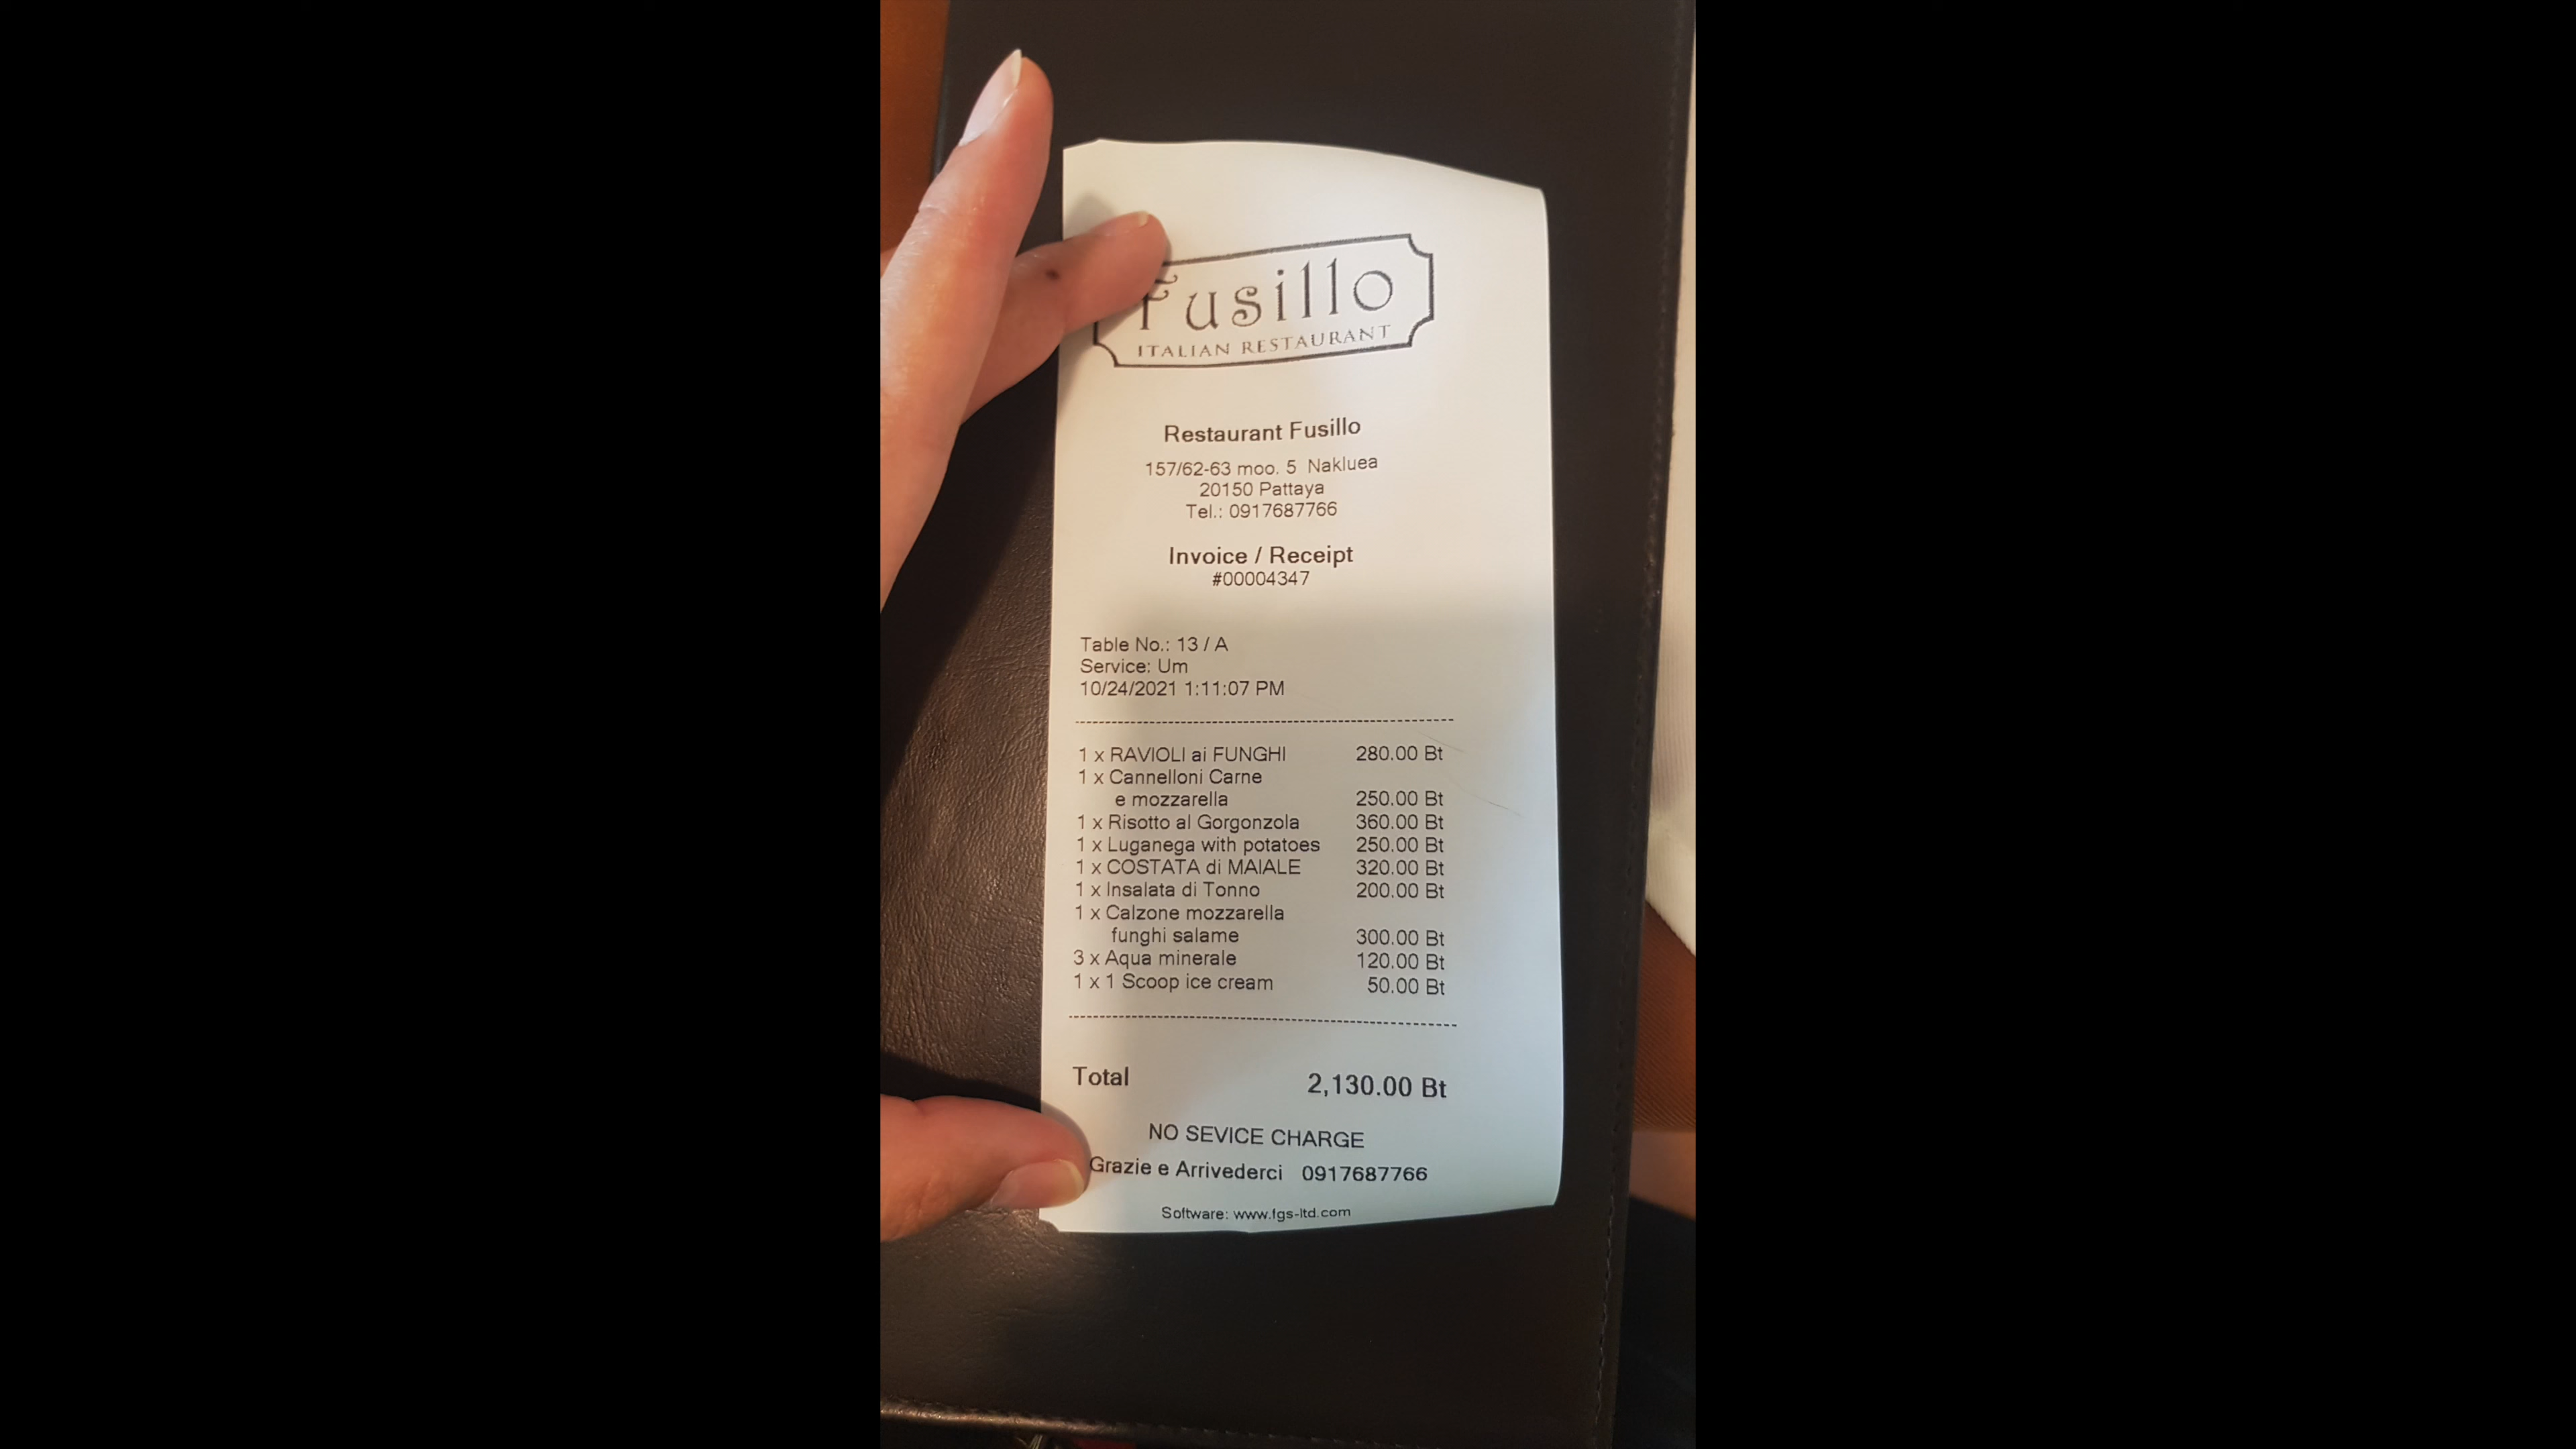 Fusillo
ITALIAN RESTAURANT
Restaurant Fusillo
157/62-63 moo. 5 Nakluea
20150 Pattaya
Tel.: 0917687766
Invoice / Receipt
#00004347
Table No.: 13 / A
Service: Um
10/24/2021 1:11:07 PM
1 x RAVIOLI ai FUNGHI 280.00 Bt
1 x Cannelloni Carne
e mozzarella 250.00 Bt
1 x Risotto al Gorgonzola 360.00 Bt
1 x Luganega with potatoes 250.00 Bt
1 x COSTATA di MAIALE 320.00 Bt
1 x Insalata di Tonno 200.00 Bt
1 x Calzone mozzarella
funghi salame 300.00 Bt
3 x Aqua minerale 120.00 Bt
1 x 1 Scoop ice cream 50.00 Bt
Total 2,130.00 Bt
NO SEVICE CHARGE
Grazie e Arrivederci 0917687766
Software: www.fgs-ltd.com